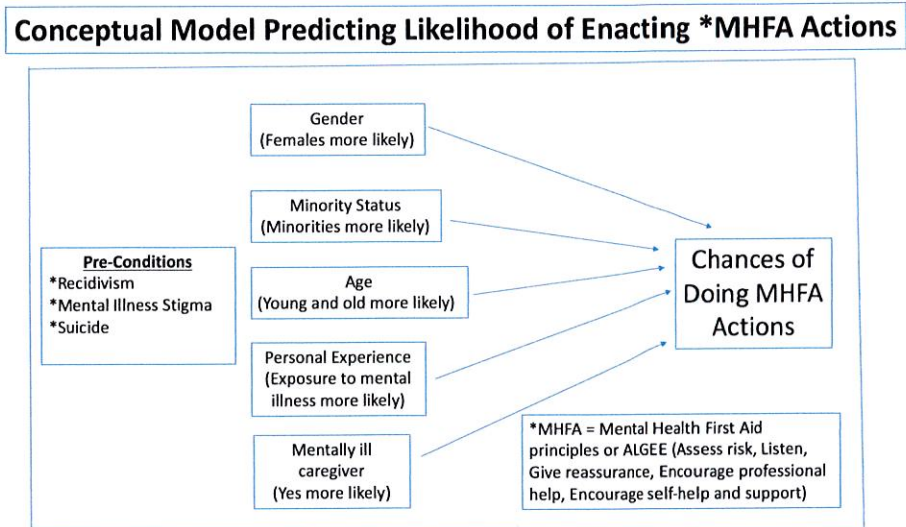 Conceptual Model Predicting Likelihood of Enacting *MHFA Actions
Gender
(Females more likely)
Minority Status
(Minorities more likely)
Pre-Conditions
*Recidivism
*Mental Illness Stigma
*Suicide
Age
(Young and old more likely)
Personal Experience
(Exposure to mental
illness more likely)
Mentally ill
caregiver
(Yes more likely)
Chances of
Doing MHFA
Actions
*MHFA = Mental Health First Aid
principles or ALGEE (Assess risk, Listen,
Give reassurance, Encourage professional
help, Encourage self-help and support)